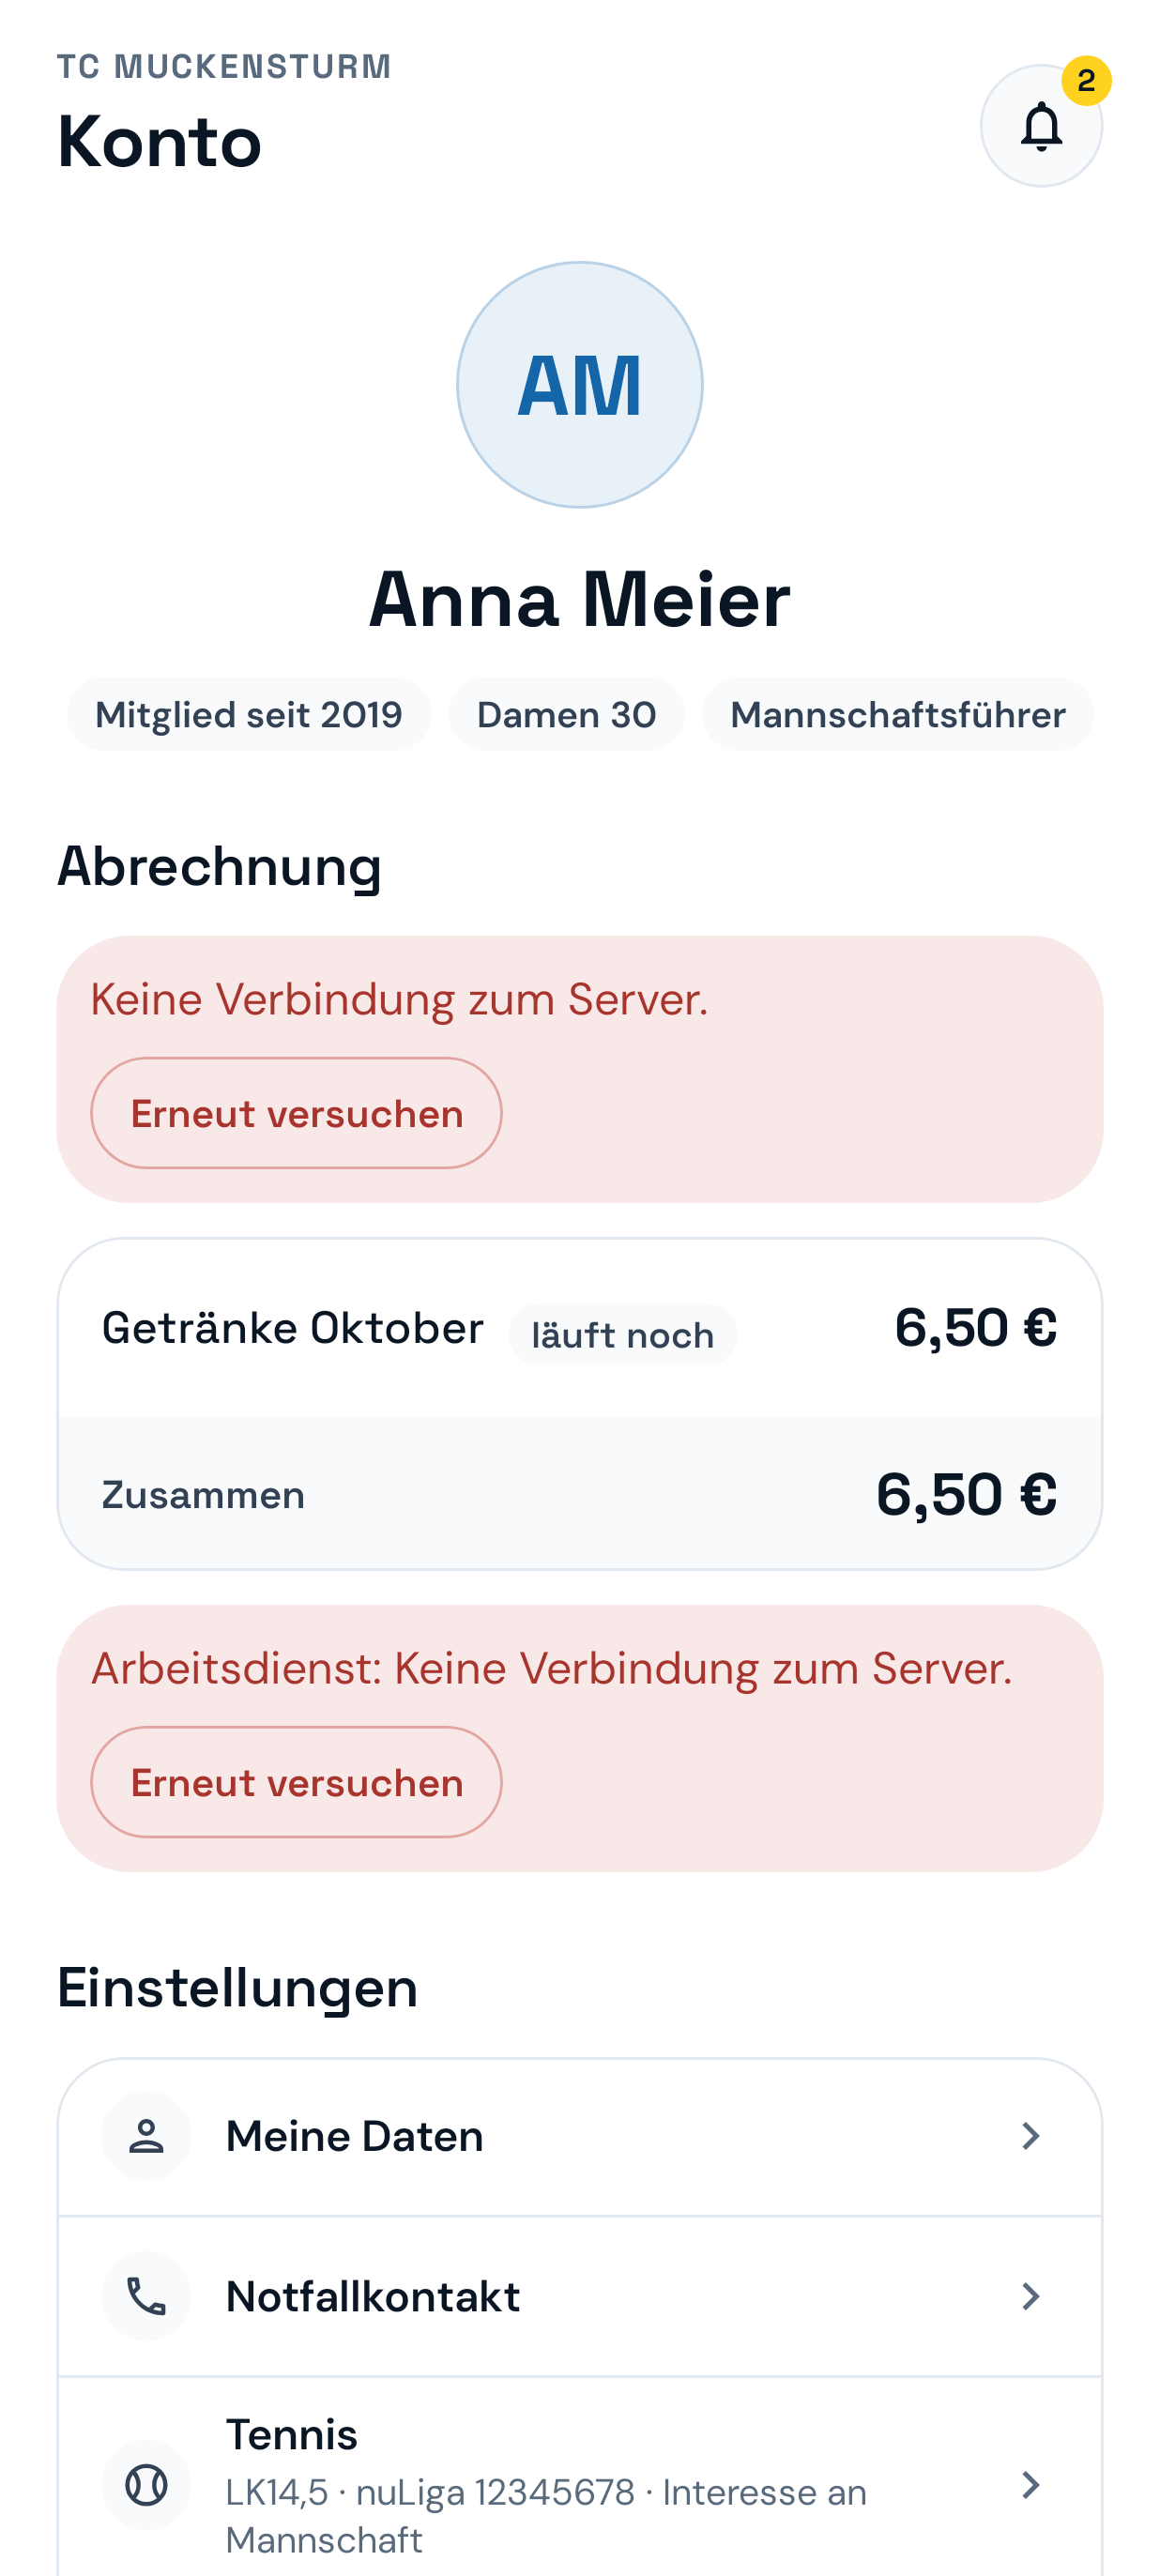 TC MUCKENSTURM
Konto
2
AM
Anna Meier
Mitglied seit 2019 Damen 30 Mannschaftsführer
Abrechnung
Keine Verbindung zum Server.
Erneut versuchen
Getränke Oktober läuft noch 6,50 €
Zusammen 6,50 €
Arbeitsdienst: Keine Verbindung zum Server.
Erneut versuchen
Einstellungen
Meine Daten
Notfallkontakt
Tennis
LK14,5 · nuLiga 12345678 · Interesse an
Mannschaft